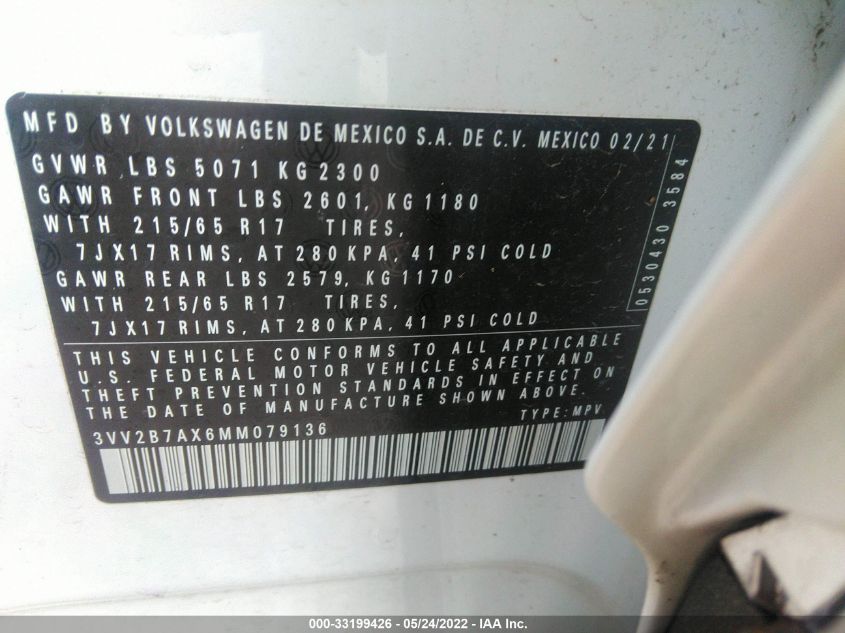 MFD BY VOLKSWAGEN DE MEXICO S.A. DE C.V. MEXICO 02/21
GVWR LBS 5071 KG 2300
GAWR FRONT LBS 2601, KG 1180
WITH 215/65 R17 TIRES,
7JX17 RIMS, AT 280 KPA, 41 PSI COLD
GAWR REAR LBS 2579, KG 1170
WITH 215/65 R17 TIRES,
7JX17 RIMS, AT 280 KPA, 41 PSI COLD
0530430 3584
THIS VEHICLE CONFORMS TO ALL APPLICABLE
U.S. FEDERAL MOTOR VEHICLE SAFETY AND
THEFT PREVENTION STANDARDS IN EFFECT ON
THE DATE OF MANUFACTURE SHOWN ABOVE.
3VV2B7AX6MM079136 TYPE: MPV
000-33199426 - 05/24/2022 - IAA Inc.